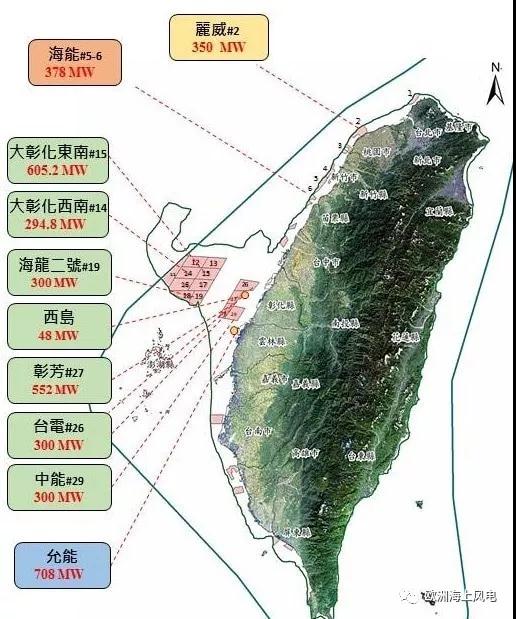 麗威#2
350 MW
海能#5-6
378 MW
N
大彰化東南#15
605.2 MW
大彰化西南#14
294.8 MW
海龍二號#19
300 MW
西島
48 MW
彰芳#27
552 MW
台電#26
300 MW
中能#29
300 MW
允能
708 MW
1
2
3
3
4
5
6
台北市
基隆市
新北市
桃園市
新竹市
新竹縣
宜蘭縣
苗栗縣
台中市
12
13
14
15
16
17
18
19
26
彰化縣
南投縣
花蓮縣
澎湖縣
雲林縣
嘉義市
嘉義縣
台南市
高雄市
台東縣
屏東縣
欧洲海上风电